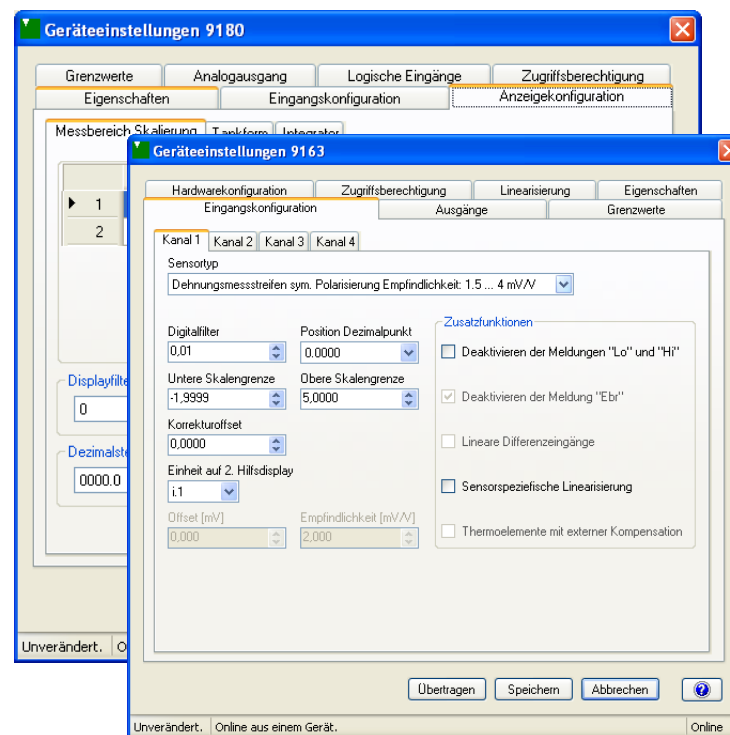 Geräteeinstellungen 9180
Grenzwerte Analogausgang Logische Eingänge Zugriffsberechtigung
Eigenschaften Eingangskonfiguration Anzeigekonfiguration
Messbereich Skalierung Tankform Integrator
1
2
Displayfilte
0
Dezimalste
0000.0
Unverändert. O
Geräteeinstellungen 9163
Hardwarekonfiguration Zugriffsberechtigung Linearisierung Eigenschaften
Eingangskonfiguration Ausgänge Grenzwerte
Kanal 1 Kanal 2 Kanal 3 Kanal 4
Sensortyp
Dehnungsmessstreifen sym. Polarisierung Empfindlichkeit: 1.5 ... 4 mV/V
Digitalfilter Position Dezimalpunkt
0,01 0.0000
Untere Skalengrenze Obere Skalengrenze
-1,9999 5,0000
Korrekturoffset
0,0000
Einheit auf 2. Hilfsdisplay
i.1
Offset [mV] Empfindlichkeit [mV/V]
0,000 2,000
Zusatzfunktionen
Deaktivieren der Meldungen "Lo" und "Hi"
Deaktivieren der Meldung "Ebr"
Lineare Differenzeingänge
Sensorspeziefische Linearisierung
Thermoelemente mit externer Kompensation
Übertragen Speichern Abbrechen
Unverändert. Online aus einem Gerät. Online